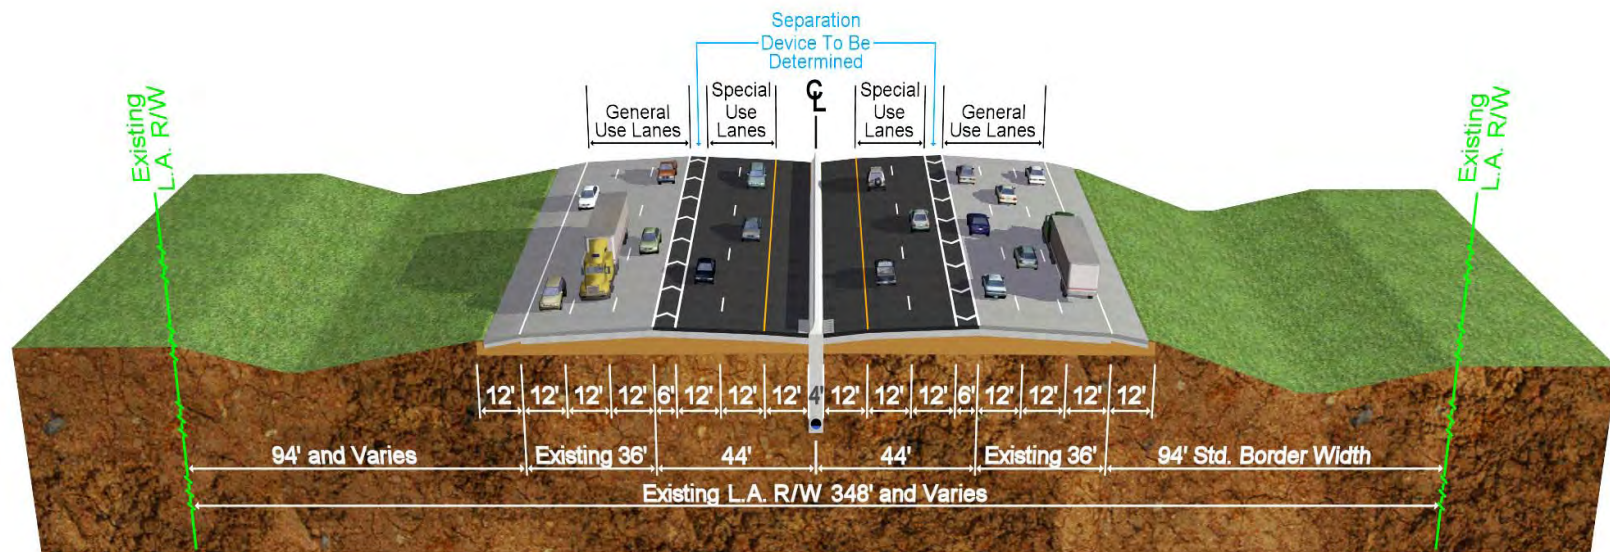 Separation
Device To Be
Determined
Existing
L.A. R/W
General
Use Lanes
Special
Use
Lanes
CL
Special
Use
Lanes
General
Use Lanes
Existing
L.A. R/W
12' 12' 12' 12' 6' 12' 12' 12' 4' 12' 12' 12' 6' 12' 12' 12' 12'
94' and Varies Existing 36' 44' 44' Existing 36' 94' Std. Border Width
Existing L.A. R/W 348' and Varies